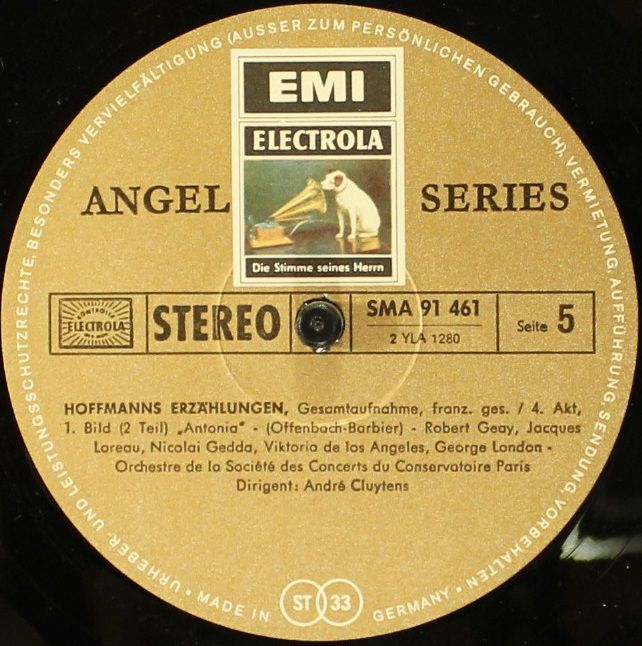 URHEBER- UND LEISTUNGSSCHUTZRECHTE, BESONDERS VERVIELFÄLTIGUNG (AUSSER ZUM PERSÖNLICHEN GEBRAUCH), VERMIETUNG, AUFFÜHRUNG, SENDUNG, VORBEHALTEN
EMI
ELECTROLA
ANGEL SERIES
Die Stimme seines Herrn
ELECTROLA
STEREO
SMA 91 461
2 YLA 1280
Seite 5
HOFFMANNS ERZÄHLUNGEN, Gesamtaufnahme, franz. ges. / 4. Akt,
1. Bild (2 Teil) „Antonia" - (Offenbach-Barbier) - Robert Geay, Jacques
Loreau, Nicolai Gedda, Viktoria de los Angeles, George London -
Orchestre de la Société des Concerts du Conservatoire Paris
Dirigent: André Cluytens
• MADE IN ST 33 GERMANY •